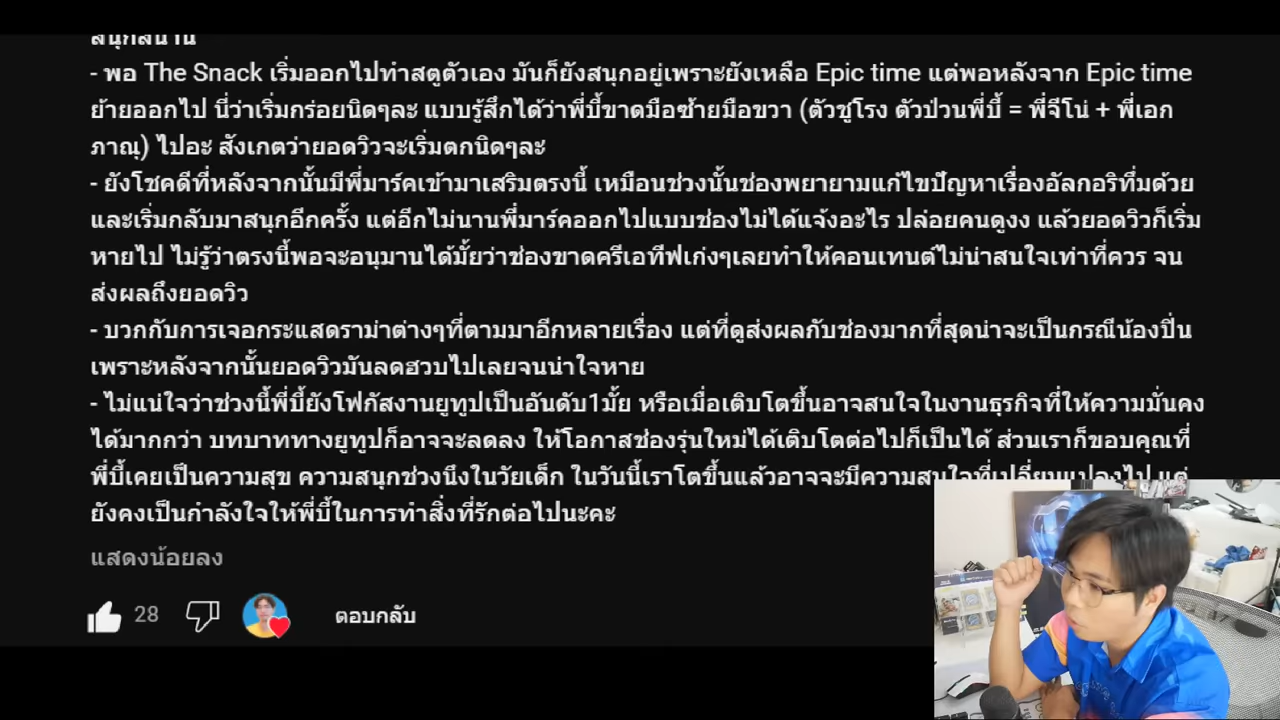 สนุกสนาน
- พอ The Snack เริ่มออกไปทำสตูตัวเอง มันก็ยังสนุกอยู่เพราะยังเหลือ Epic time แต่พอหลังจาก Epic time
ย้ายออกไป นี่ว่าเริ่มกร่อยนิดๆละ แบบรู้สึกได้ว่าพี่บี้ขาดมือซ้ายมือขวา (ตัวชูโรง ตัวป่วนพี่บี้ = พี่จีโน่ + พี่เอก
ภาณุ) ไปอะ สังเกตว่ายอดวิวจะเริ่มตกนิดๆละ
- ยังโชคดีที่หลังจากนั้นมีพี่มาร์คเข้ามาเสริมตรงนี้ เหมือนช่วงนั้นช่องพยายามแก้ไขปัญหาเรื่องอัลกอริทึ่มด้วย
และเริ่มกลับมาสนุกอีกครั้ง แต่อีกไม่นานพี่มาร์คออกไปแบบช่องไม่ได้แจ้งอะไร ปล่อยคนดูงง แล้วยอดวิวก็เริ่ม
หายไป ไม่รู้ว่าตรงนี้พอจะอนุมานได้มั้ยว่าช่องขาดครีเอทีฟเก่งๆเลยทำให้คอนเทนต์ไม่น่าสนใจเท่าที่ควร จน
ส่งผลถึงยอดวิว
- บวกกับการเจอกระแสดราม่าต่างๆที่ตามมาอีกหลายเรื่อง แต่ที่ดูส่งผลกับช่องมากที่สุดน่าจะเป็นกรณีน้องปิ่น
เพราะหลังจากนั้นยอดวิวมันลดฮวบไปเลยจนน่าใจหาย
- ไม่แน่ใจว่าช่วงนี้พี่บี้ยังโฟกัสงานยูทูปเป็นอันดับ1มั้ย หรือเมื่อเติบโตขึ้นอาจสนใจในงานธุรกิจที่ให้ความมั่นคง
ได้มากกว่า บทบาททางยูทูปก็อาจจะลดลง ให้โอกาสช่องรุ่นใหม่ได้เติบโตต่อไปก็เป็นได้ ส่วนเราก็ขอบคุณที่
พี่บี้เคยเป็นความสุข ความสนุกช่วงนึงในวัยเด็ก ในวันนี้เราโตขึ้นแล้วอาจจะมีความสนใจที่เปลี่ยนแปลงไป แต่
ยังคงเป็นกำลังใจให้พี่บี้ในการทำสิ่งที่รักต่อไปนะคะ
แสดงน้อยลง
28 ตอบกลับ